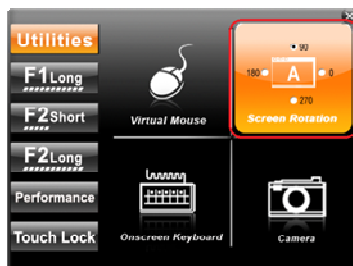 Utilities
F1Long
F2Short
F2Long
Performance
Touch Lock
Virtual Mouse
90
180
A
0
270
Screen Rotation
Onscreen Keyboard
Camera